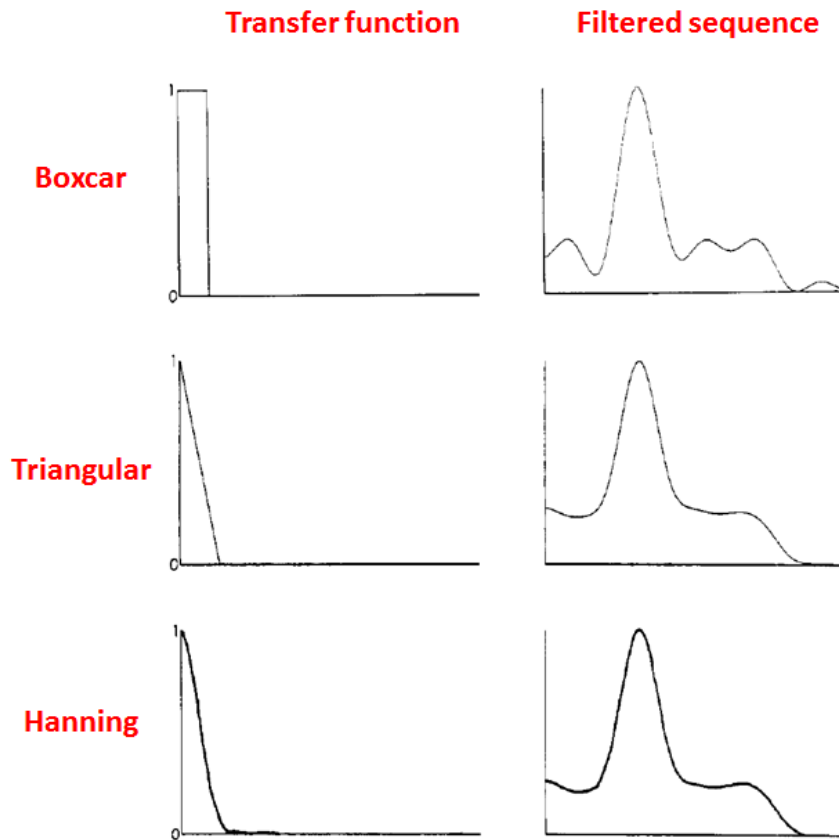 Transfer function
Filtered sequence
1
Boxcar
0
1
Triangular
0
1
Hanning
0